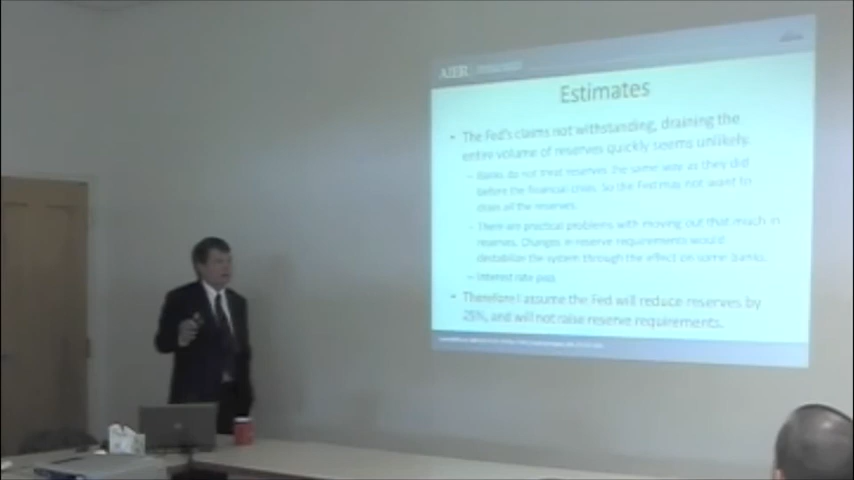 AIER
Estimates
• The Fed's claims not withstanding, draining the
entire volume of reserves quickly seems unlikely.
– Banks do not treat reserves the same way as they did
before the financial crisis. So the Fed may not want to
drain all the reserves.
– There are practical problems with moving out that much in
reserves. Changes in reserve requirements would
destabilize the system through the effect on some banks.
– Interest rate
• Therefore I assume the Fed will reduce reserves by
25%, and will not raise reserve requirements.